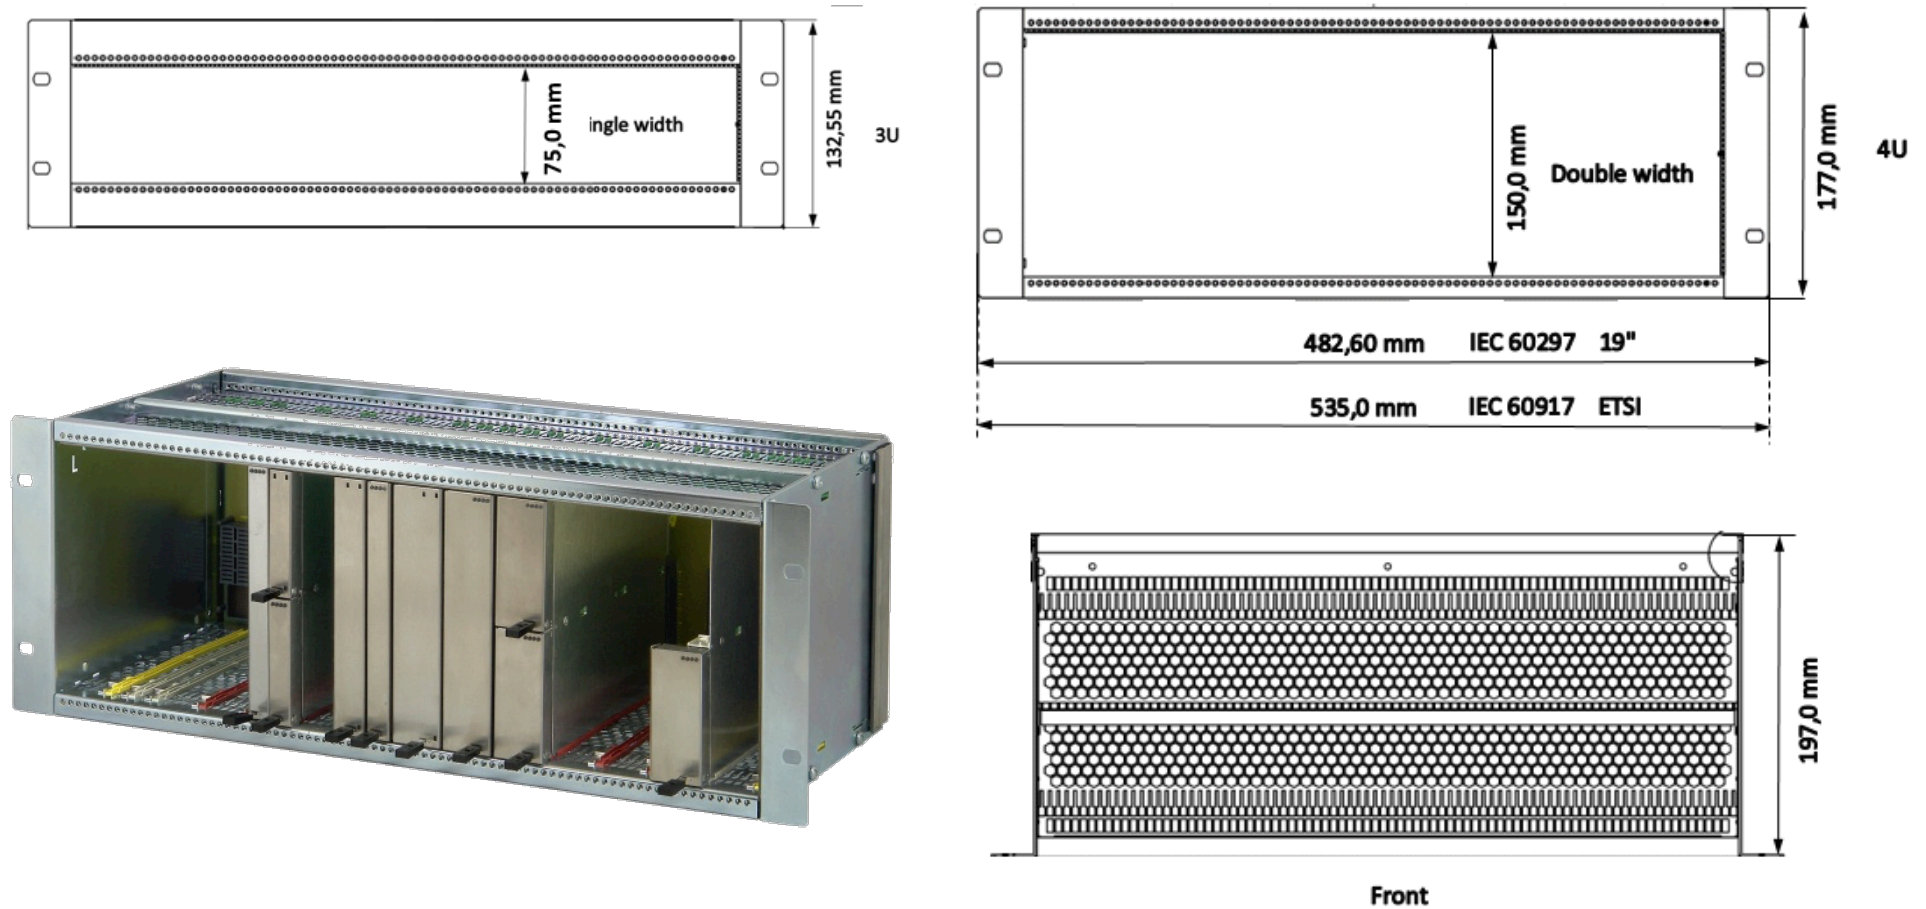 75,0 mm
ingle width
132,55 mm
3U
150,0 mm
Double width
177,0 mm
4U
482,60 mm IEC 60297 19"
535,0 mm IEC 60917 ETSI
197,0 mm
Front